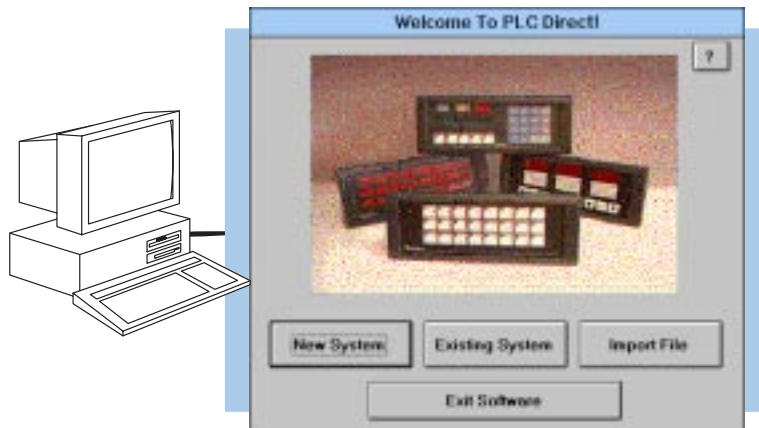 Welcome To PLC Direct!
?
New System
Existing System
Import File
Exit Software